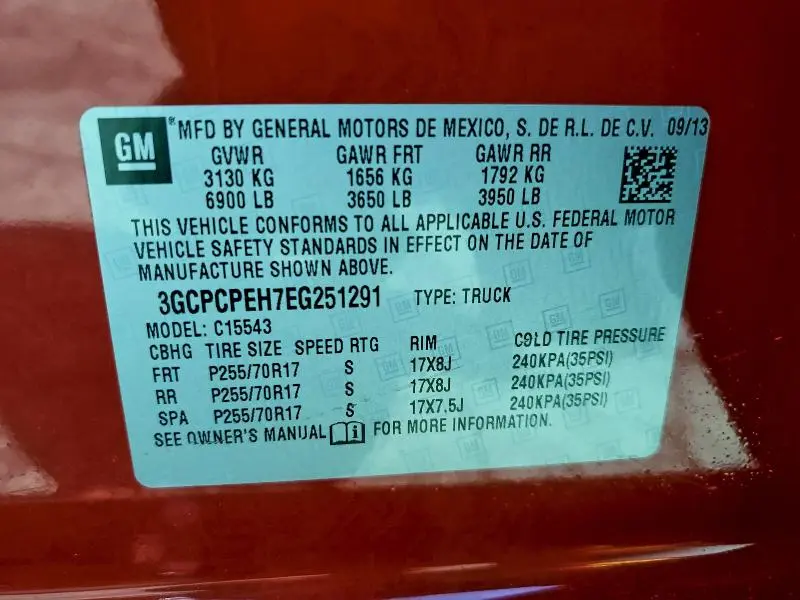 GM ® MFD BY GENERAL MOTORS DE MEXICO, S. DE R.L. DE C.V. 09/13
GVWR GAWR FRT GAWR RR
3130 KG 1656 KG 1792 KG
6900 LB 3650 LB 3950 LB
THIS VEHICLE CONFORMS TO ALL APPLICABLE U.S. FEDERAL MOTOR
VEHICLE SAFETY STANDARDS IN EFFECT ON THE DATE OF
MANUFACTURE SHOWN ABOVE.
3GCPCPEH7EG251291 TYPE: TRUCK
MODEL: C15543
CBHG TIRE SIZE SPEED RTG RIM COLD TIRE PRESSURE
FRT P255/70R17 S 17X8J 240KPA(35PSI)
RR P255/70R17 S 17X8J 240KPA(35PSI)
SPA P255/70R17 S 17X7.5J 240KPA(35PSI)
SEE OWNER'S MANUAL FOR MORE INFORMATION.